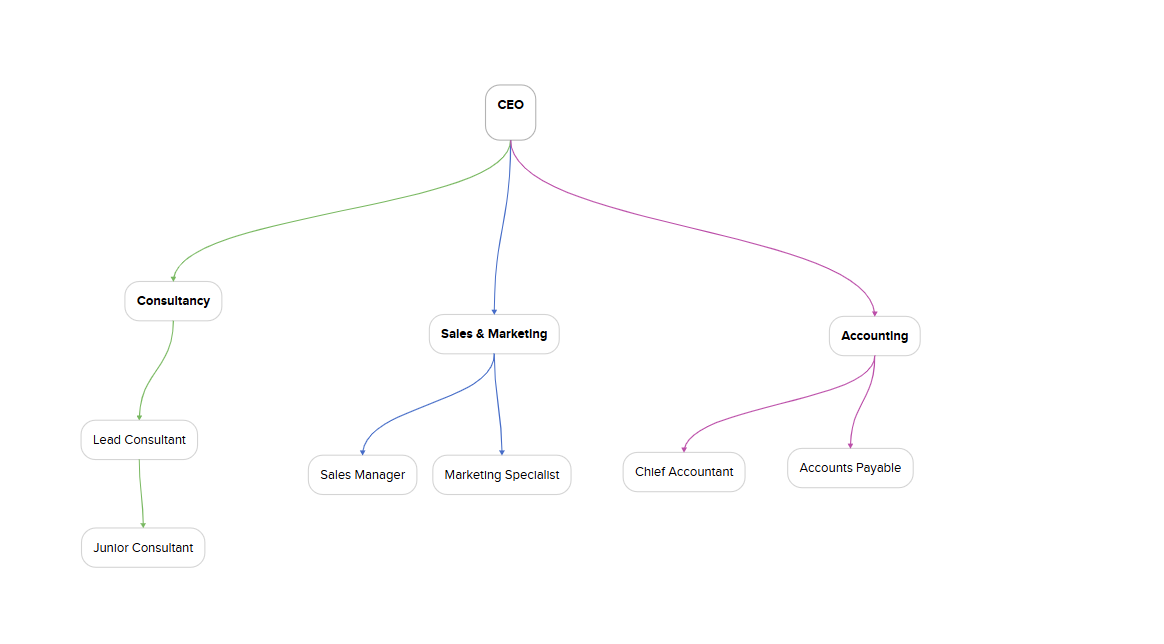 CEO
Consultancy
Sales & Marketing
Accounting
Lead Consultant
Sales Manager
Marketing Specialist
Chief Accountant
Accounts Payable
Junior Consultant